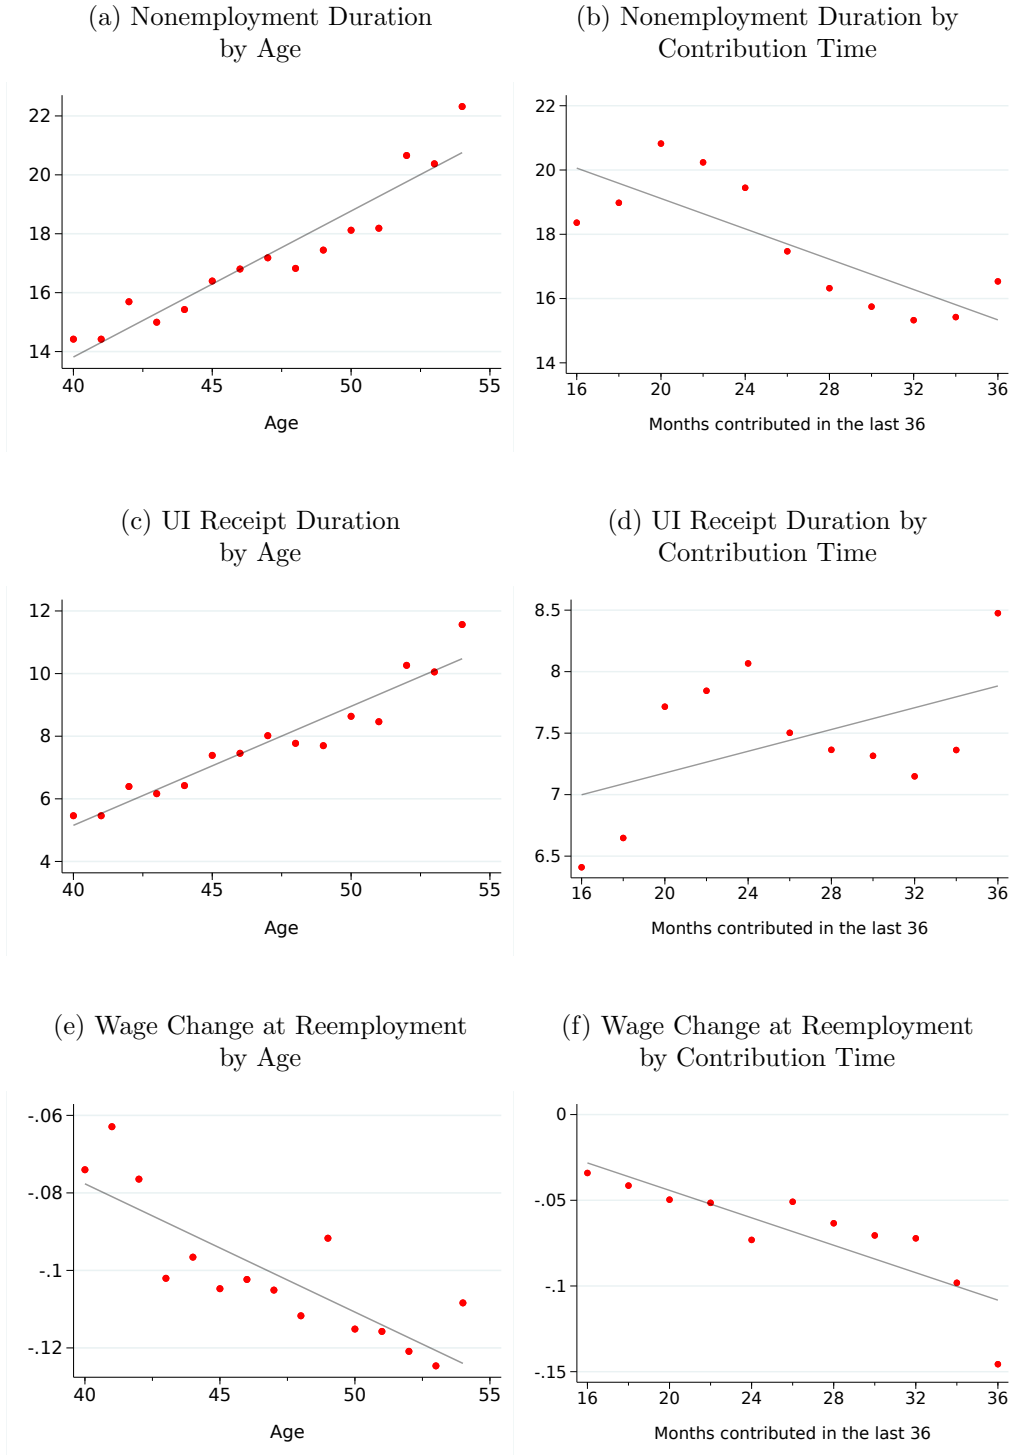 (a) Nonemployment Duration
by Age
22
20
18
16
14
40 45 50 55
Age
(b) Nonemployment Duration by
Contribution Time
22
20
18
16
14
16 20 24 28 32 36
Months contributed in the last 36
(c) UI Receipt Duration
by Age
12
10
8
6
4
40 45 50 55
Age
(d) UI Receipt Duration by
Contribution Time
8.5
8
7.5
7
6.5
16 20 24 28 32 36
Months contributed in the last 36
(e) Wage Change at Reemployment
by Age
-.06
-.08
-.1
-.12
40 45 50 55
Age
(f) Wage Change at Reemployment
by Contribution Time
0
-.05
-.1
-.15
16 20 24 28 32 36
Months contributed in the last 36